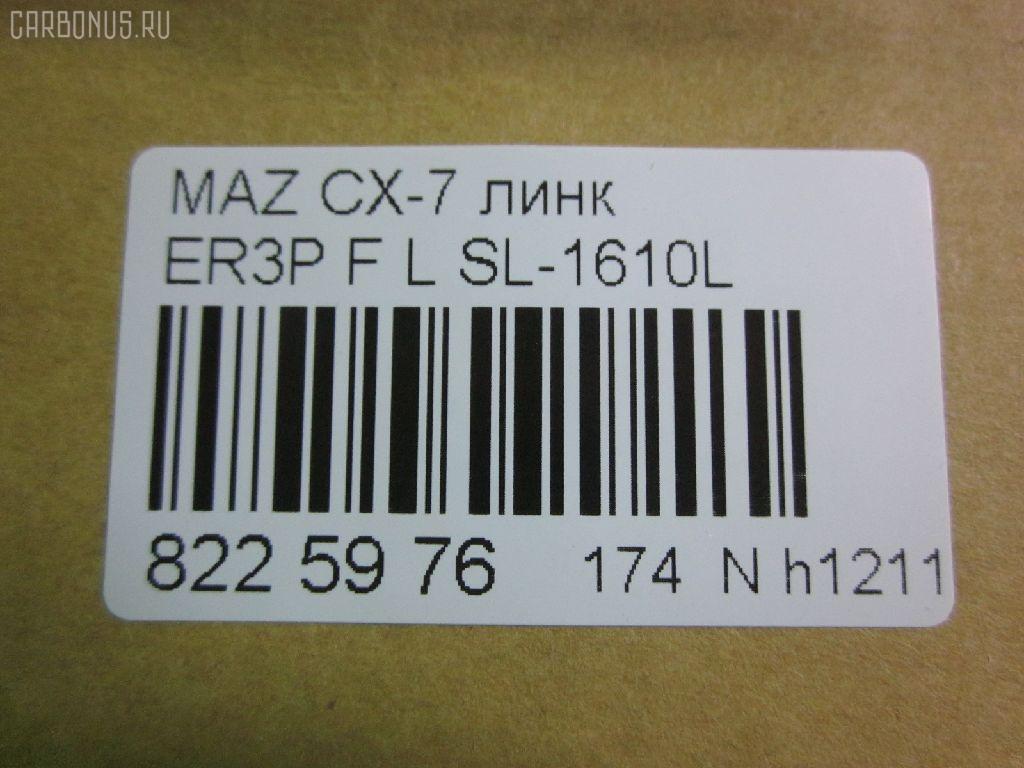 CARBONUS.RU
MAZ CX-7 линк
ER3P F L SL-1610L
822 59 76 174 N h1211